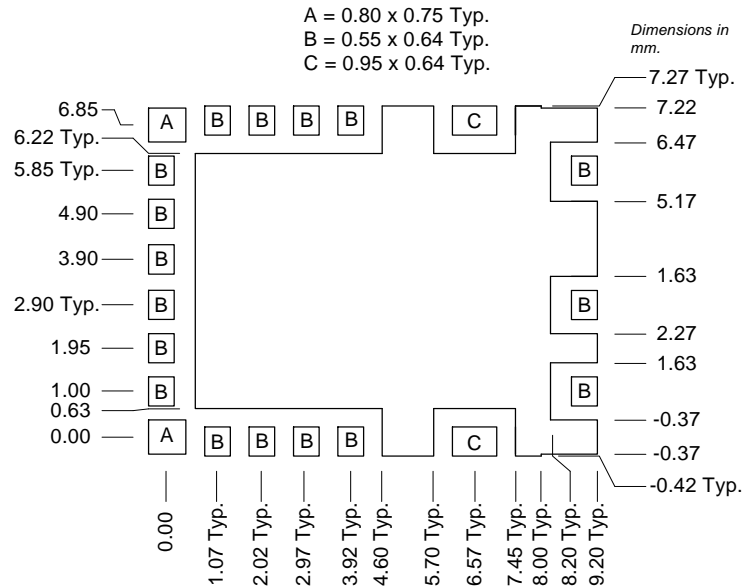 A = 0.80 x 0.75 Typ.
B = 0.55 x 0.64 Typ.
C = 0.95 x 0.64 Typ.
Dimensions in
mm.
7.27 Typ.
6.85
A
B
B
B
B
C
7.22
6.22 Typ.
6.47
5.85 Typ.
B
B
4.90
B
5.17
3.90
B
1.63
2.90 Typ.
B
B
2.27
1.95
B
1.63
1.00
B
B
0.63
-0.37
0.00
A
B
B
B
B
C
-0.37
-0.42 Typ.
0.00
1.07 Typ.
2.02 Typ.
2.97 Typ.
3.92 Typ.
4.60 Typ.
5.70 Typ.
6.57 Typ.
7.45 Typ.
8.00 Typ.
8.20 Typ.
9.20 Typ.